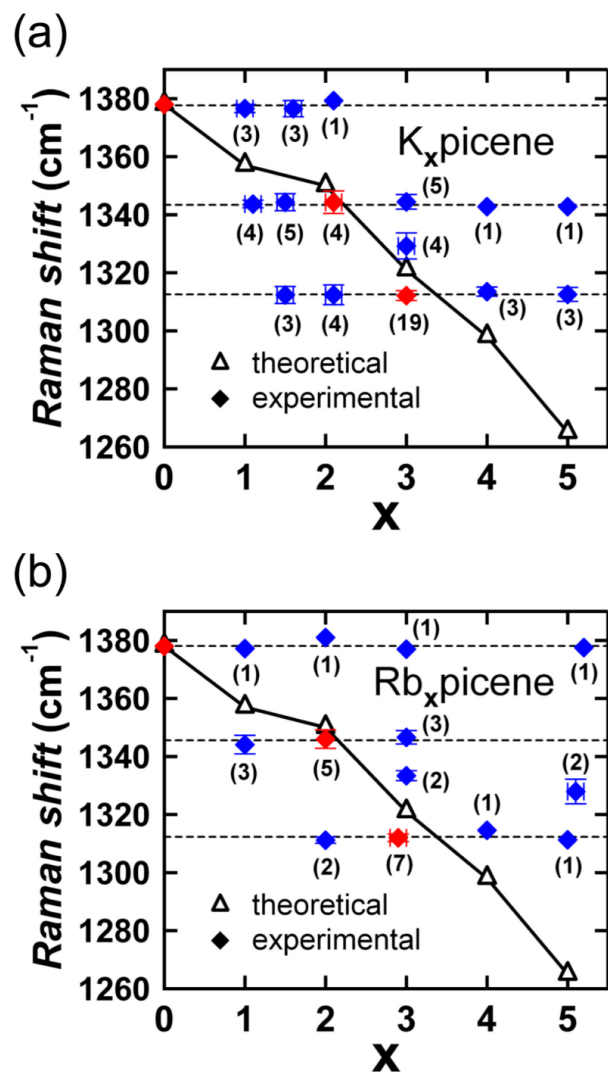 (a)
1380
1360
1340
1320
1300
1280
1260
Raman shift (cm⁻¹)
(3) (3) (1)
Kₓpicene
(5)
(4) (5) (4) (1) (1)
(4)
(3) (4) (19) (3) (3)
theoretical
experimental
0 1 2 3 4 5
X
(b)
1380
1360
1340
1320
1300
1280
1260
Raman shift (cm⁻¹)
(1)
(1) (1) (1)
Rbₓpicene
(3)
(3) (5) (2) (2)
(1)
(2) (7) (1)
theoretical
experimental
0 1 2 3 4 5
X